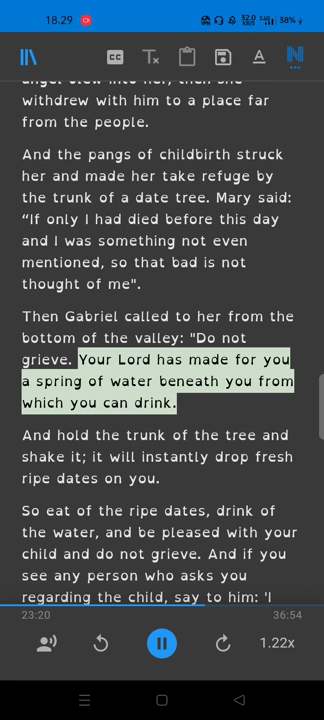 18.29
32.0
KB/s
38%
CC
A
N
angel blew into her, then she
withdrew with him to a place far
from the people.
And the pangs of childbirth struck
her and made her take refuge by
the trunk of a date tree. Mary said:
“If only I had died before this day
and I was something not even
mentioned, so that bad is not
thought of me".
Then Gabriel called to her from the
bottom of the valley: "Do not
grieve. Your Lord has made for you
a spring of water beneath you from
which you can drink.
And hold the trunk of the tree and
shake it; it will instantly drop fresh
ripe dates on you.
So eat of the ripe dates, drink of
the water, and be pleased with your
child and do not grieve. And if you
see any person who asks you
regarding the child, say to him: 'I
23:20
36:54
1.22x